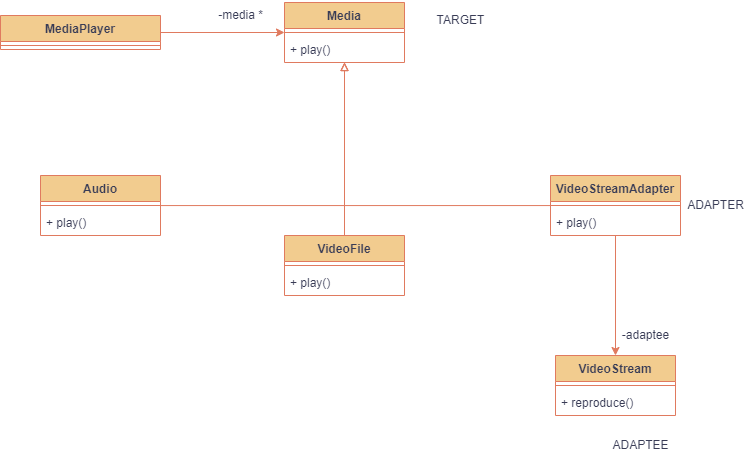 -media *
Media
TARGET
MediaPlayer
+ play()
Audio
VideoStreamAdapter
ADAPTER
+ play()
+ play()
VideoFile
+ play()
-adaptee
VideoStream
+ reproduce()
ADAPTEE